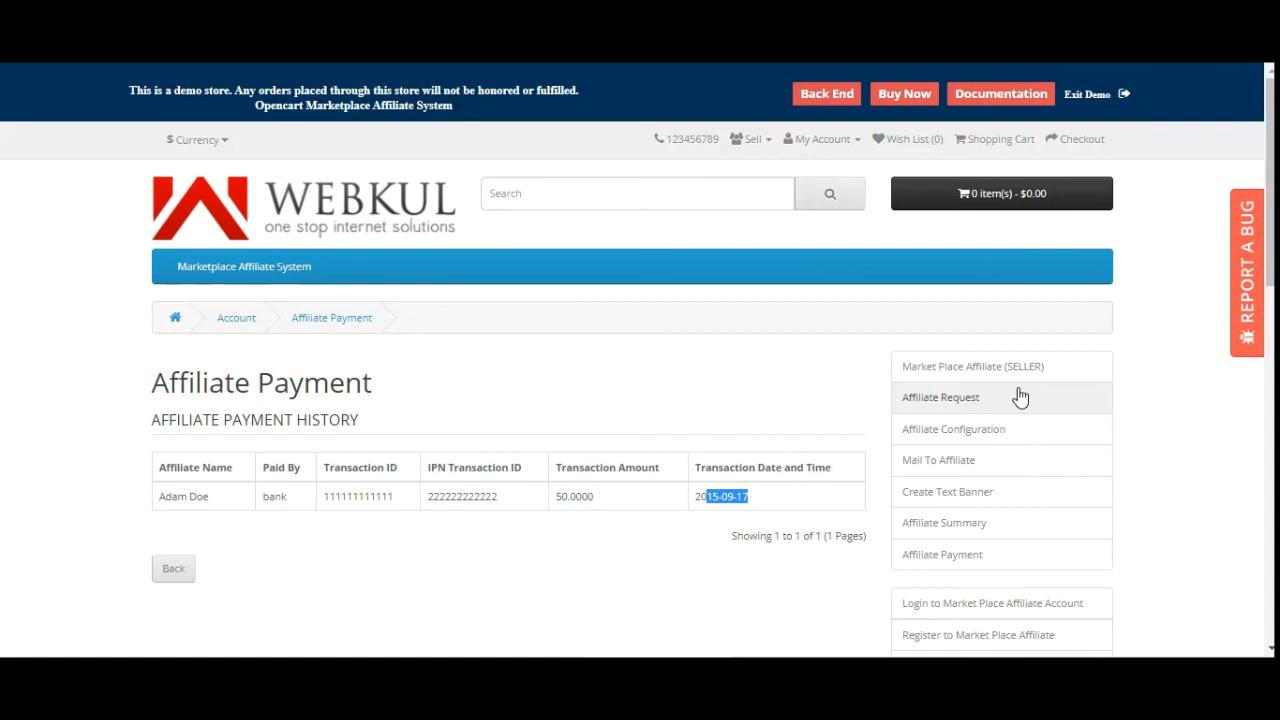 This is a demo store. Any orders placed through this store will not be honored or fulfilled.
Opencart Marketplace Affiliate System
Back End
Buy Now
Documentation
Exit Demo
$ Currency
123456789
Sell
My Account
Wish List (0)
Shopping Cart
Checkout
WEBKUL
one stop internet solutions
Search
0 item(s) - $0.00
REPORT A BUG
Marketplace Affiliate System
Account
Affiliate Payment
Affiliate Payment
AFFILIATE PAYMENT HISTORY
Affiliate Name Paid By Transaction ID IPN Transaction ID Transaction Amount Transaction Date and Time
Adam Doe bank 111111111111 222222222222 50.0000 2015-09-17
Showing 1 to 1 of 1 (1 Pages)
Back
Market Place Affiliate (SELLER)
Affiliate Request
Affiliate Configuration
Mail To Affiliate
Create Text Banner
Affiliate Summary
Affiliate Payment
Login to Market Place Affiliate Account
Register to Market Place Affiliate